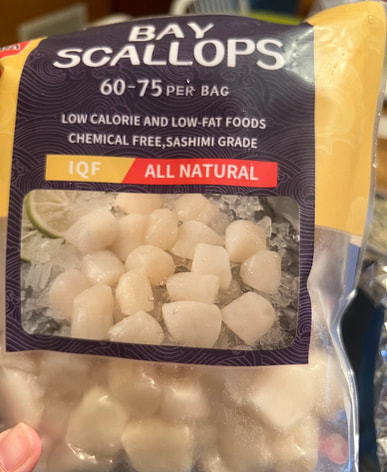 BAY
SCALLOPS
60-75 PER BAG
LOW CALORIE AND LOW-FAT FOODS
CHEMICAL FREE,SASHIMI GRADE
IQF ALL NATURAL